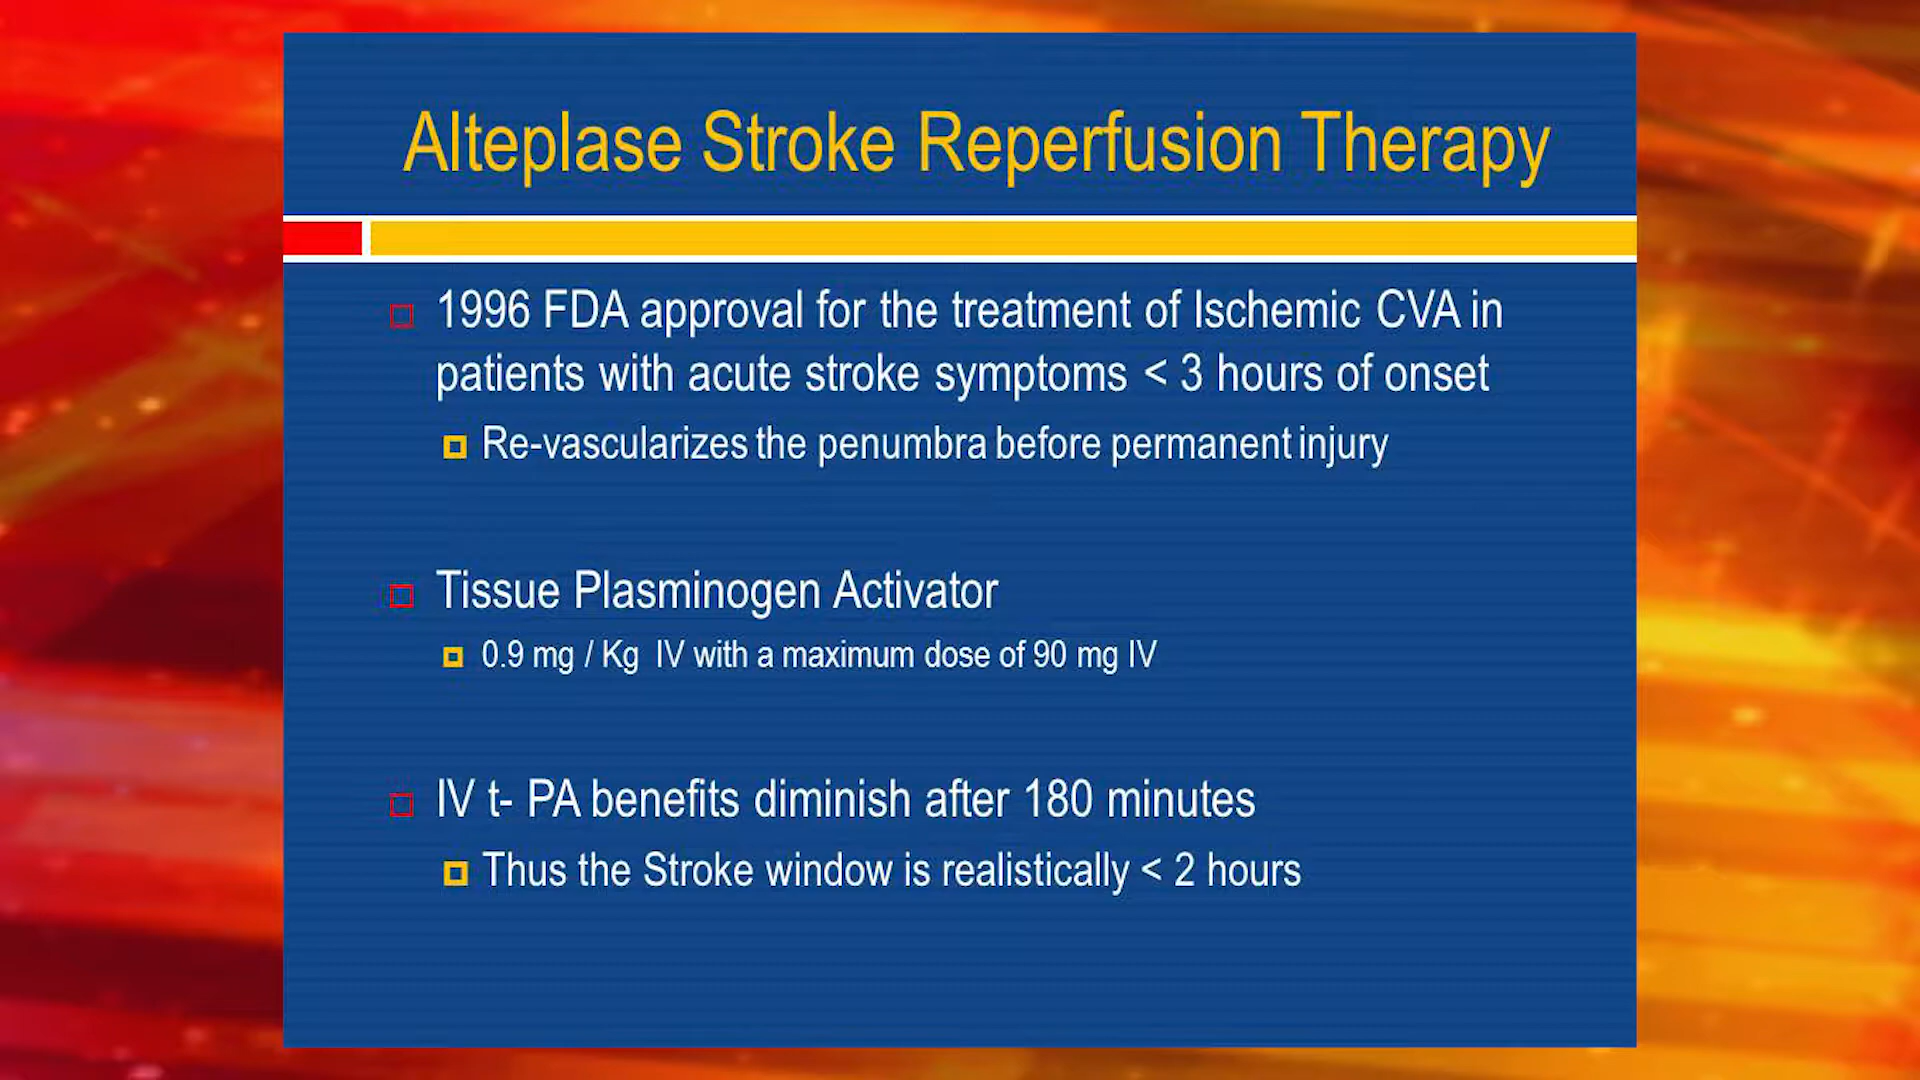 Alteplase Stroke Reperfusion Therapy
1996 FDA approval for the treatment of Ischemic CVA in
patients with acute stroke symptoms < 3 hours of onset
Re-vascularizes the penumbra before permanent injury
Tissue Plasminogen Activator
0.9 mg / Kg IV with a maximum dose of 90 mg IV
IV t- PA benefits diminish after 180 minutes
Thus the Stroke window is realistically < 2 hours